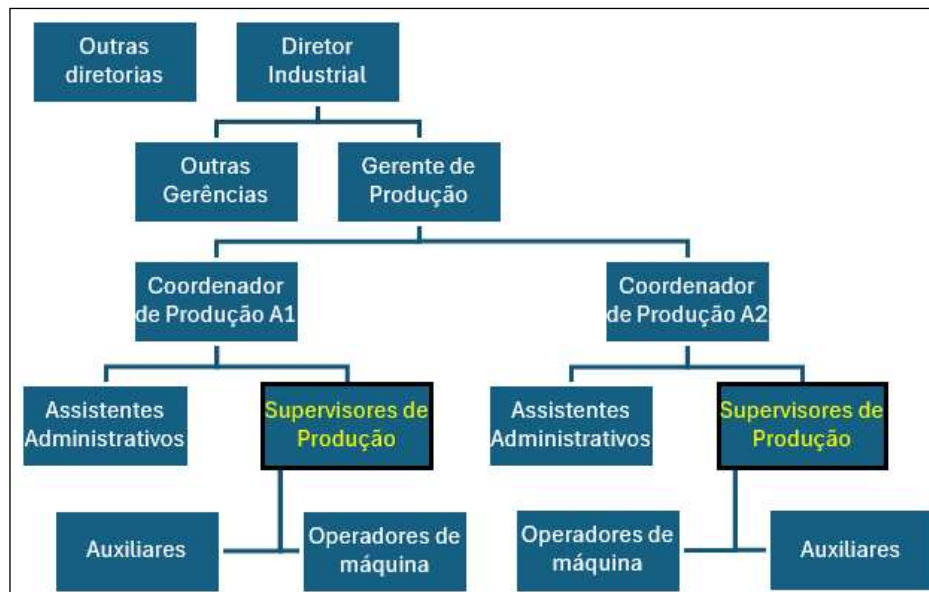 Outras
diretorias
Diretor
Industrial
Outras
Gerências
Gerente de
Produção
Coordenador
de Produção A1
Coordenador
de Produção A2
Assistentes
Administrativos
Supervisores de
Produção
Assistentes
Administrativos
Supervisores de
Produção
Auxiliares
Operadores de
máquina
Operadores de
máquina
Auxiliares